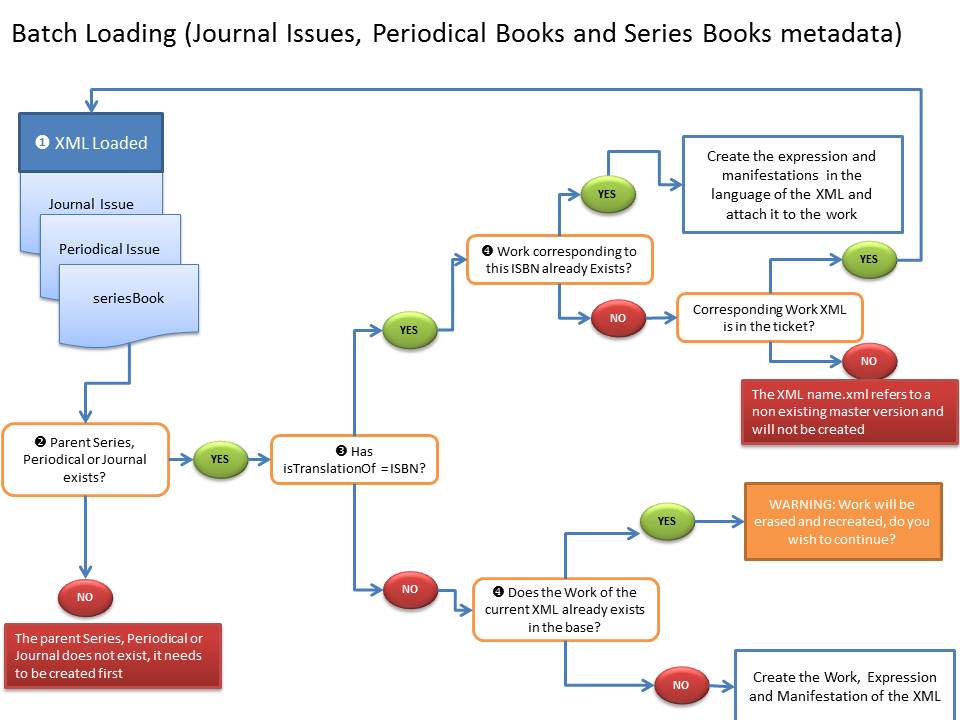 Batch Loading (Journal Issues, Periodical Books and Series Books metadata)
❶ XML Loaded
Journal Issue
Periodical Issue
seriesBook
❷ Parent Series,
Periodical or Journal
exists?
YES
NO
The parent Series, Periodical or
Journal does not exist, it needs
to be created first
❸ Has
isTranslationOf = ISBN?
YES
❹ Work corresponding to
this ISBN already Exists?
YES
Create the expression and
manifestations in the
language of the XML and
attach it to the work
NO
Corresponding Work XML
is in the ticket?
YES
NO
The XML name.xml refers to a
non existing master version and
will not be created
NO
❹ Does the Work of the
current XML already exists
in the base?
YES
WARNING: Work will be
erased and recreated, do you
wish to continue?
NO
Create the Work, Expression
and Manifestation of the XML